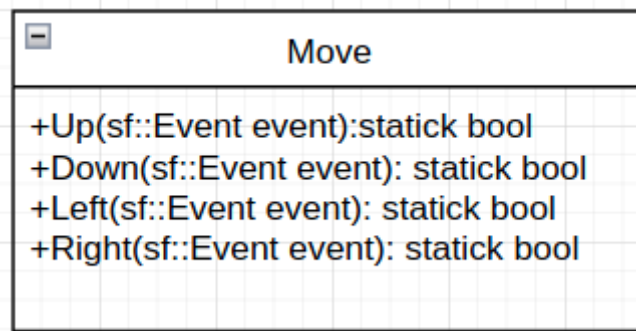 Move
+Up(sf::Event event):statick bool
+Down(sf::Event event): statick bool
+Left(sf::Event event): statick bool
+Right(sf::Event event): statick bool